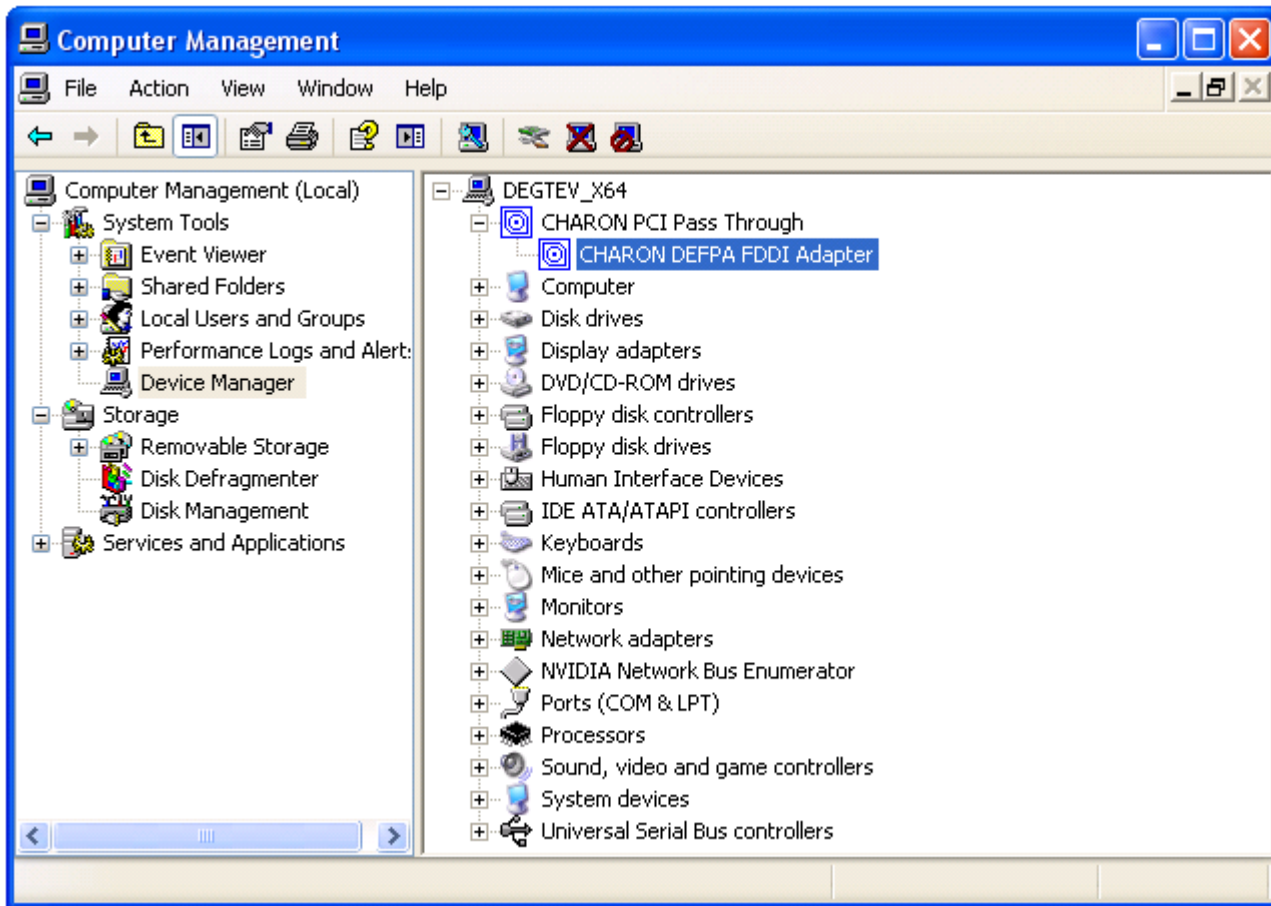 Computer Management
File Action View Window Help
Computer Management (Local)
System Tools
Event Viewer
Shared Folders
Local Users and Groups
Performance Logs and Alert
Device Manager
Storage
Removable Storage
Disk Defragmenter
Disk Management
Services and Applications
DEGTEV_X64
CHARON PCI Pass Through
CHARON DEFPA FDDI Adapter
Computer
Disk drives
Display adapters
DVD/CD-ROM drives
Floppy disk controllers
Floppy disk drives
Human Interface Devices
IDE ATA/ATAPI controllers
Keyboards
Mice and other pointing devices
Monitors
Network adapters
NVIDIA Network Bus Enumerator
Ports (COM & LPT)
Processors
Sound, video and game controllers
System devices
Universal Serial Bus controllers